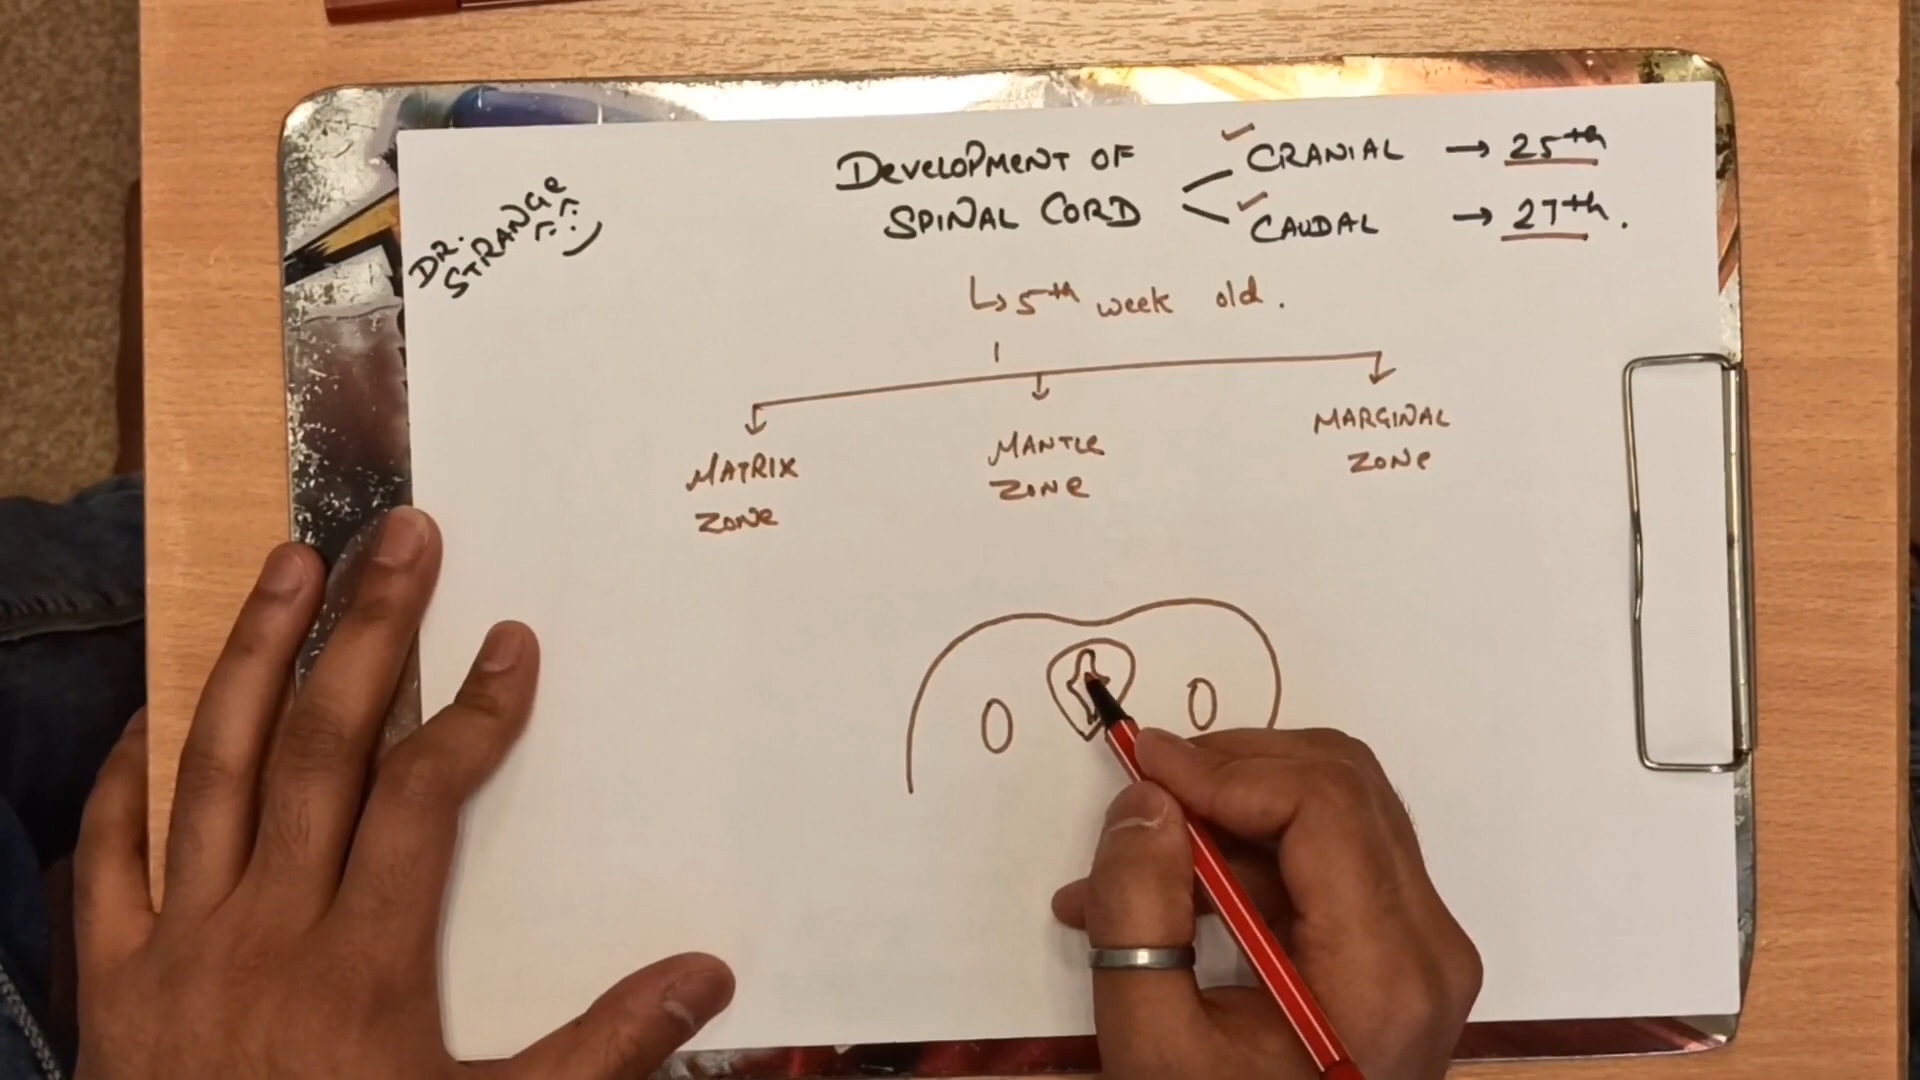 DR.
STRANGE
DEVELOPMENT OF
SPINAL CORD
CRANIAL → 25th
CAUDAL → 27th.
↳ 5th week old.
MATRIX
ZONE
MANTLE
ZONE
MARGINAL
ZONE